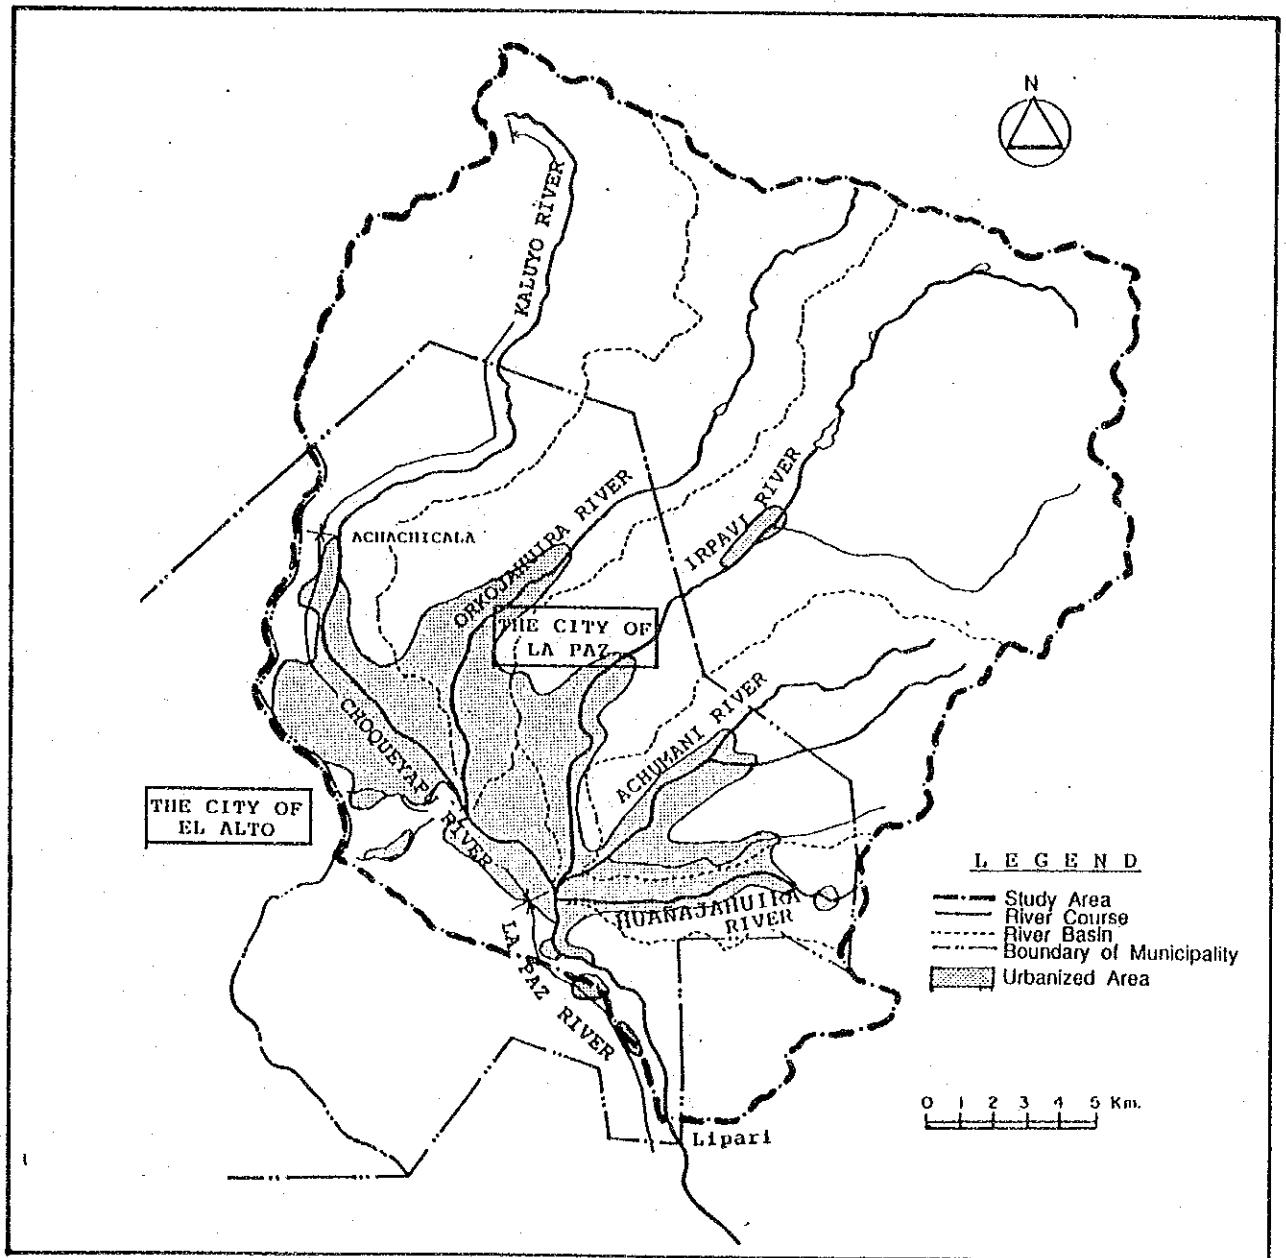 N
KALUYO RIVER
ACHACHICALA
ORKOJAHUIRA RIVER
IRPAVI RIVER
THE CITY OF
LA PAZ
CHOQUEYAPU RIVER
ACHUMANI RIVER
THE CITY OF
EL ALTO
HUAÑAJAHUIRA
RIVER
LA PAZ RIVER
Lipari
LEGEND
Study Area
River Course
River Basin
Boundary of Municipality
Urbanized Area
0 1 2 3 4 5 Km.